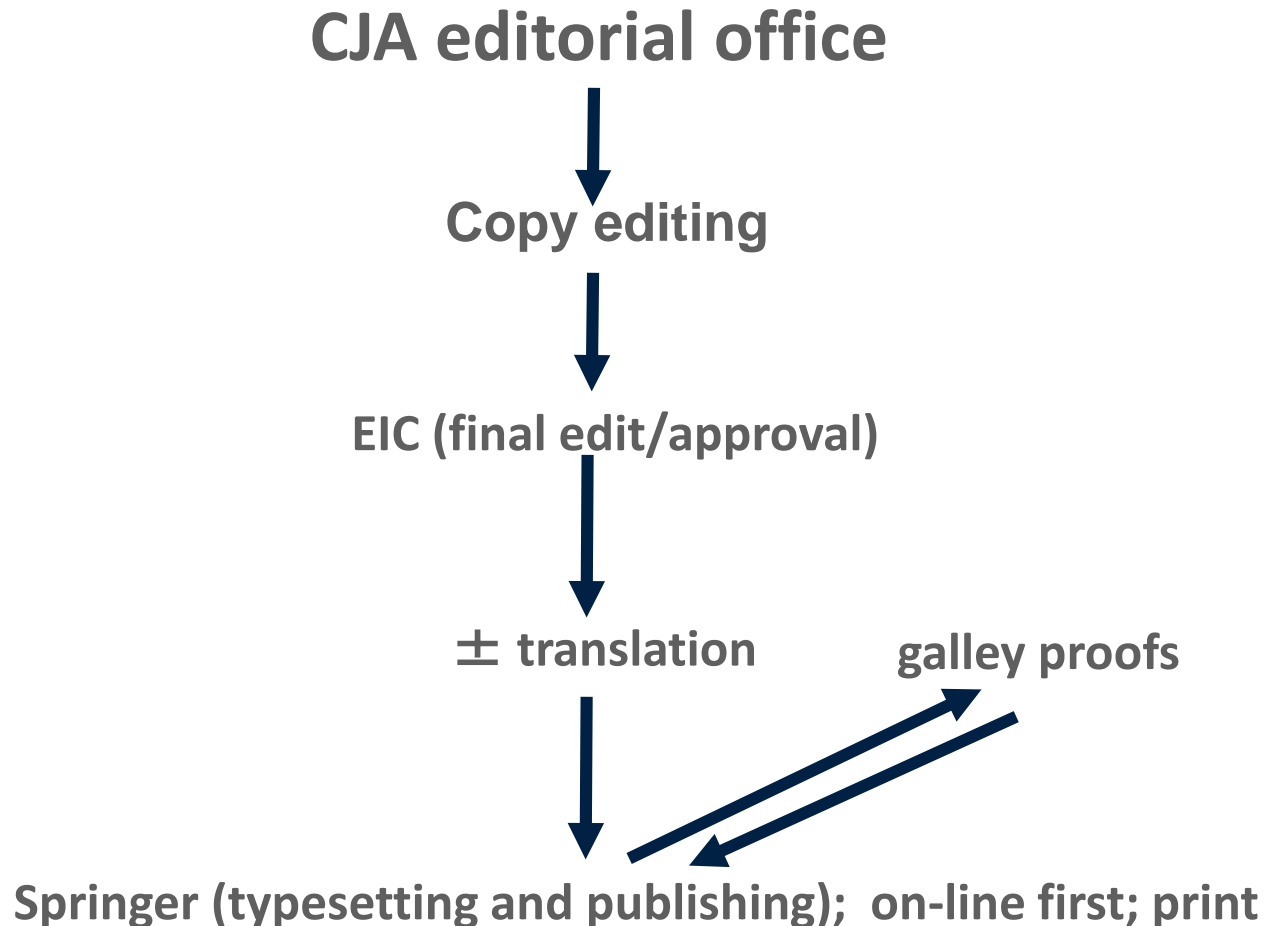 CJA editorial office
Copy editing
EIC (final edit/approval)
± translation
galley proofs
Springer (typesetting and publishing);  on-line first; print